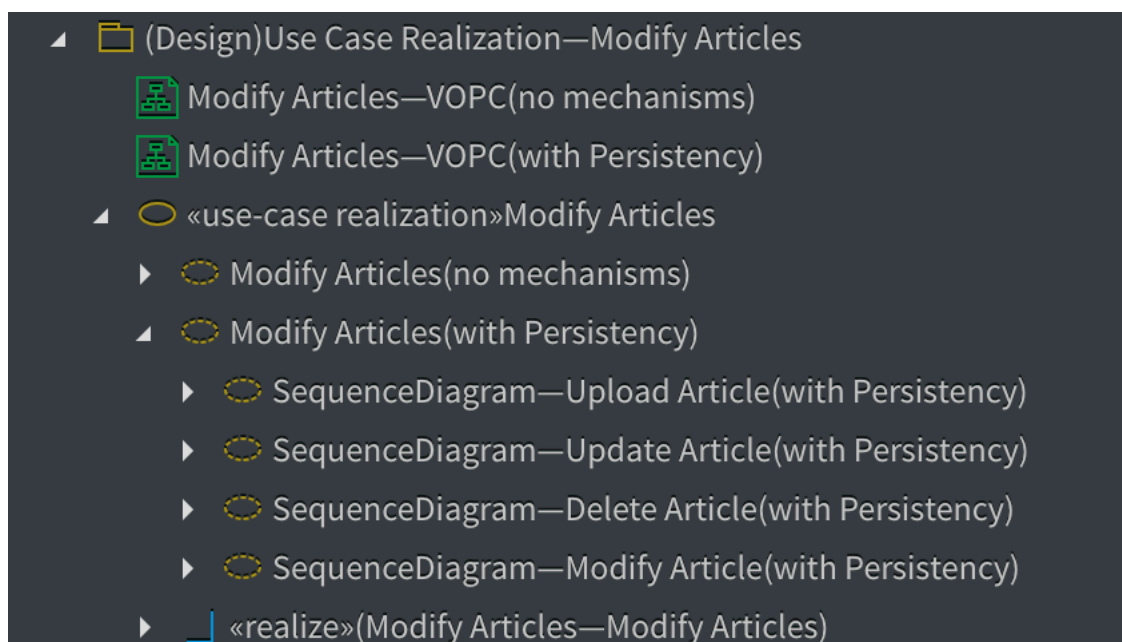 (Design)Use Case Realization—Modify Articles
Modify Articles—VOPC(no mechanisms)
Modify Articles—VOPC(with Persistency)
«use-case realization»Modify Articles
Modify Articles(no mechanisms)
Modify Articles(with Persistency)
SequenceDiagram—Upload Article(with Persistency)
SequenceDiagram—Update Article(with Persistency)
SequenceDiagram—Delete Article(with Persistency)
SequenceDiagram—Modify Article(with Persistency)
«realize»(Modify Articles—Modify Articles)